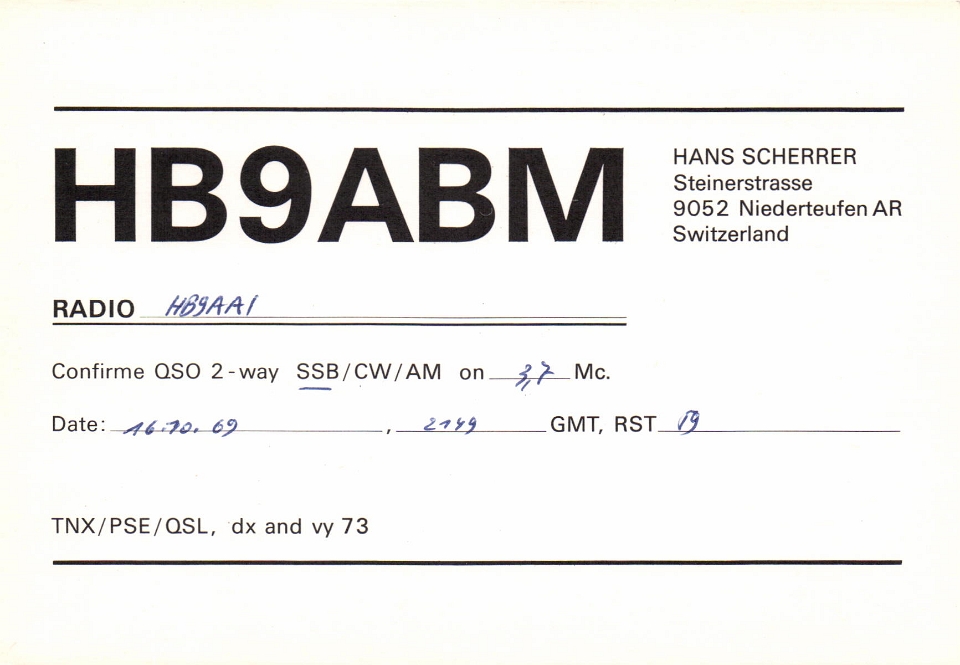 HB9ABM
HANS SCHERRER
Steinerstrasse
9052 Niederteufen AR
Switzerland
RADIO HB9AAI
Confirme QSO 2-way SSB/CW/AM on 3,7 Mc.
Date: 16.10.69, 2149 GMT, RST 59
TNX/PSE/QSL, dx and vy 73